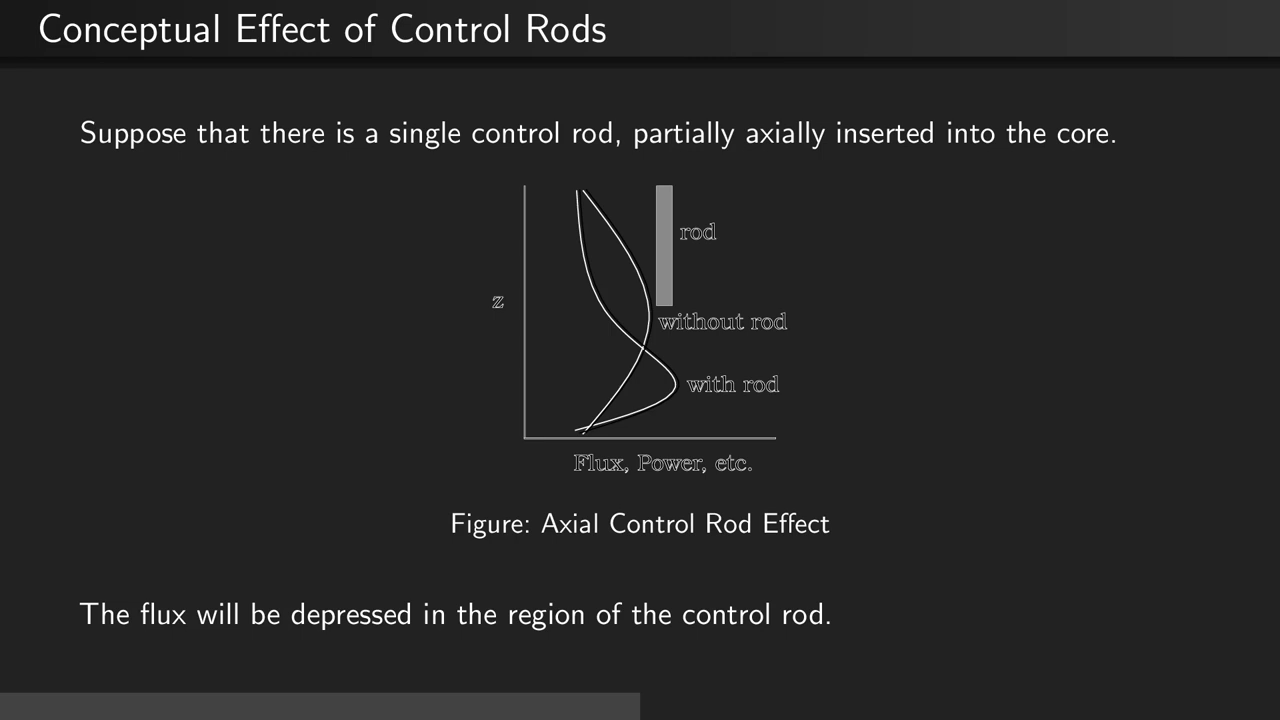 Conceptual Effect of Control Rods
Suppose that there is a single control rod, partially axially inserted into the core.
rod
z
without rod
with rod
Flux, Power, etc.
Figure: Axial Control Rod Effect
The flux will be depressed in the region of the control rod.